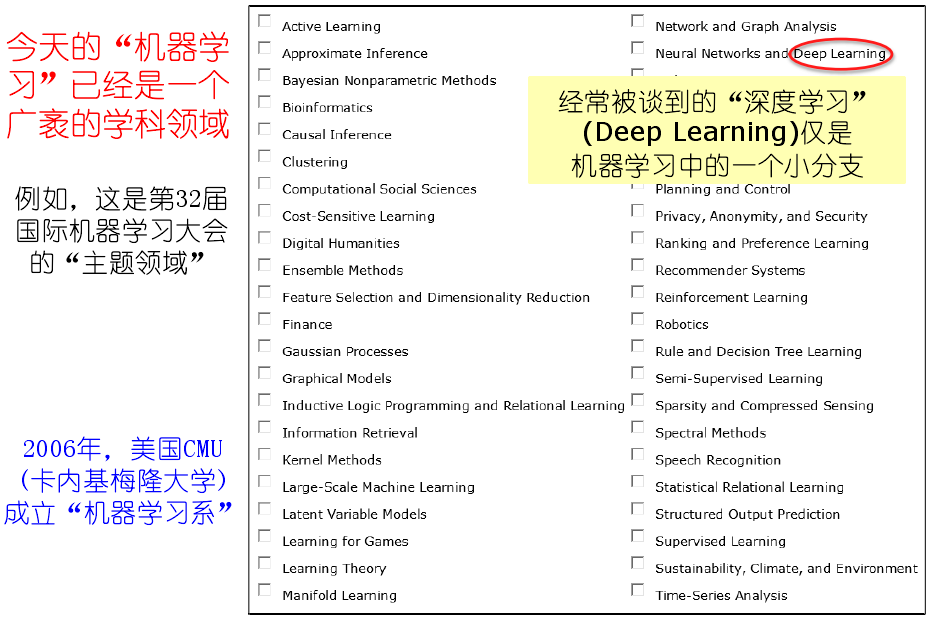 今天的“机器学
习”已经是一个
广袤的学科领域
例如，这是第32届
国际机器学习大会
的“主题领域”
2006年，美国CMU
(卡内基梅隆大学)
成立“机器学习系”
Active Learning
Approximate Inference
Bayesian Nonparametric Methods
Bioinformatics
Causal Inference
Clustering
Computational Social Sciences
Cost-Sensitive Learning
Digital Humanities
Ensemble Methods
Feature Selection and Dimensionality Reduction
Finance
Gaussian Processes
Graphical Models
Inductive Logic Programming and Relational Learning
Information Retrieval
Kernel Methods
Large-Scale Machine Learning
Latent Variable Models
Learning for Games
Learning Theory
Manifold Learning
Network and Graph Analysis
Neural Networks and Deep Learning
经常被谈到的“深度学习”
(Deep Learning)仅是
机器学习中的一个小分支
Planning and Control
Privacy, Anonymity, and Security
Ranking and Preference Learning
Recommender Systems
Reinforcement Learning
Robotics
Rule and Decision Tree Learning
Semi-Supervised Learning
Sparsity and Compressed Sensing
Spectral Methods
Speech Recognition
Statistical Relational Learning
Structured Output Prediction
Supervised Learning
Sustainability, Climate, and Environment
Time-Series Analysis